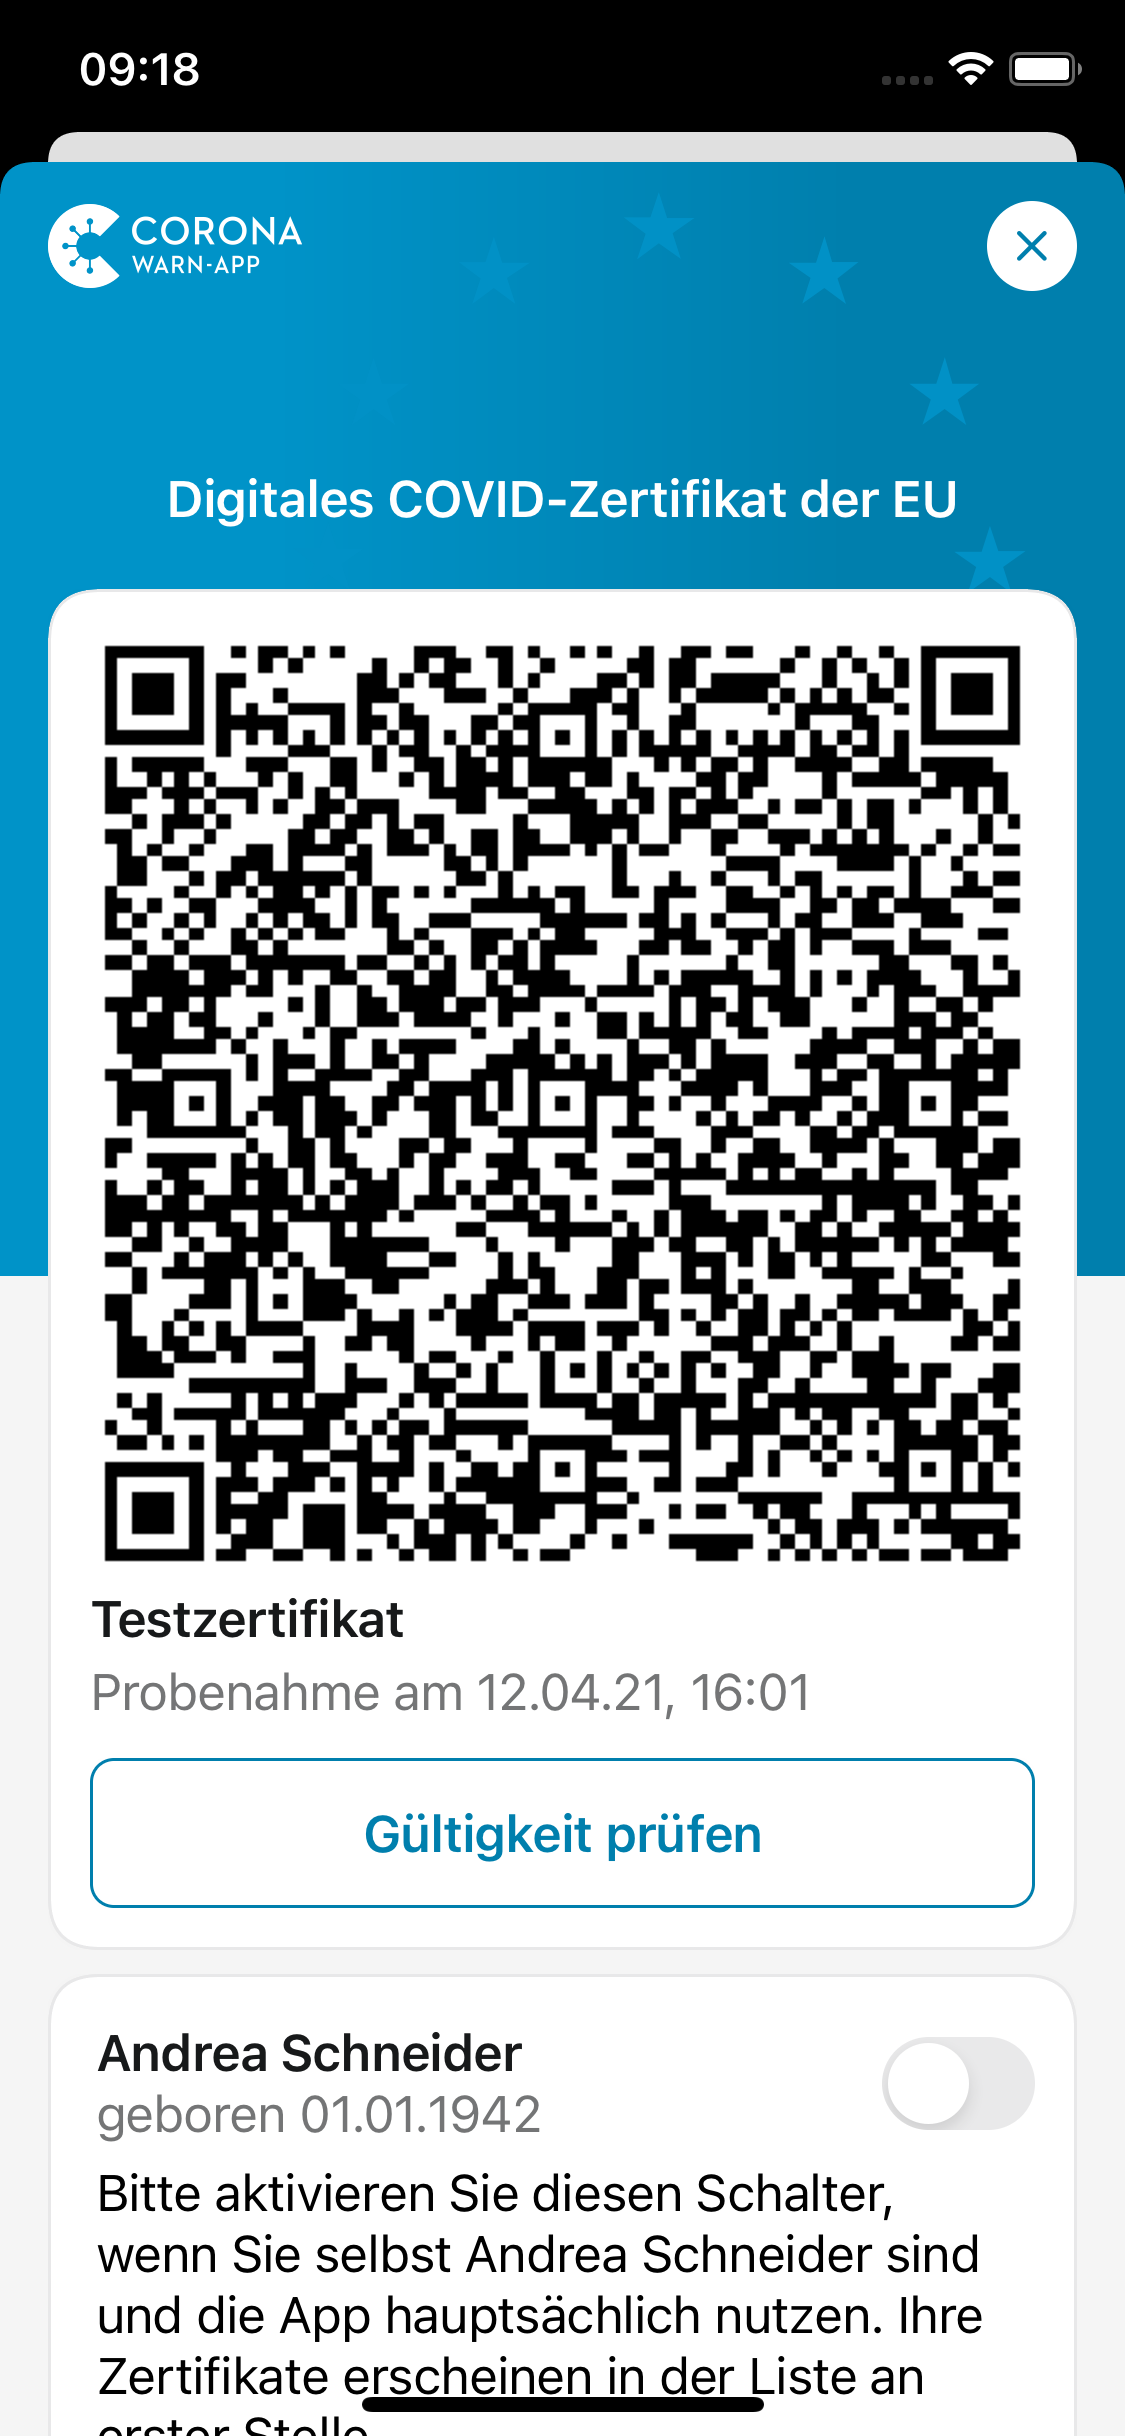 09:18
CORONA
WARN-APP
Digitales COVID-Zertifikat der EU
Testzertifikat
Probenahme am 12.04.21, 16:01
Gültigkeit prüfen
Andrea Schneider
geboren 01.01.1942
Bitte aktivieren Sie diesen Schalter,
wenn Sie selbst Andrea Schneider sind
und die App hauptsächlich nutzen. Ihre
Zertifikate erscheinen in der Liste an
erster Stelle.